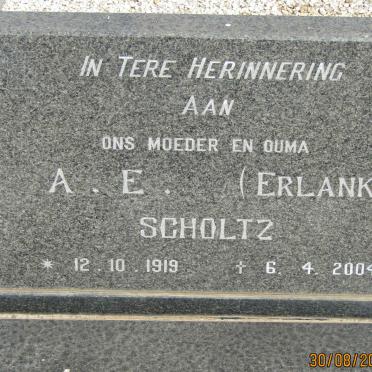 IN TERE HERINNERING
AAN
ONS MOEDER EN OUMA
A. E. (ERLANK
SCHOLTZ
* 12.10.1919 † 6. 4. 2004
30/08/20